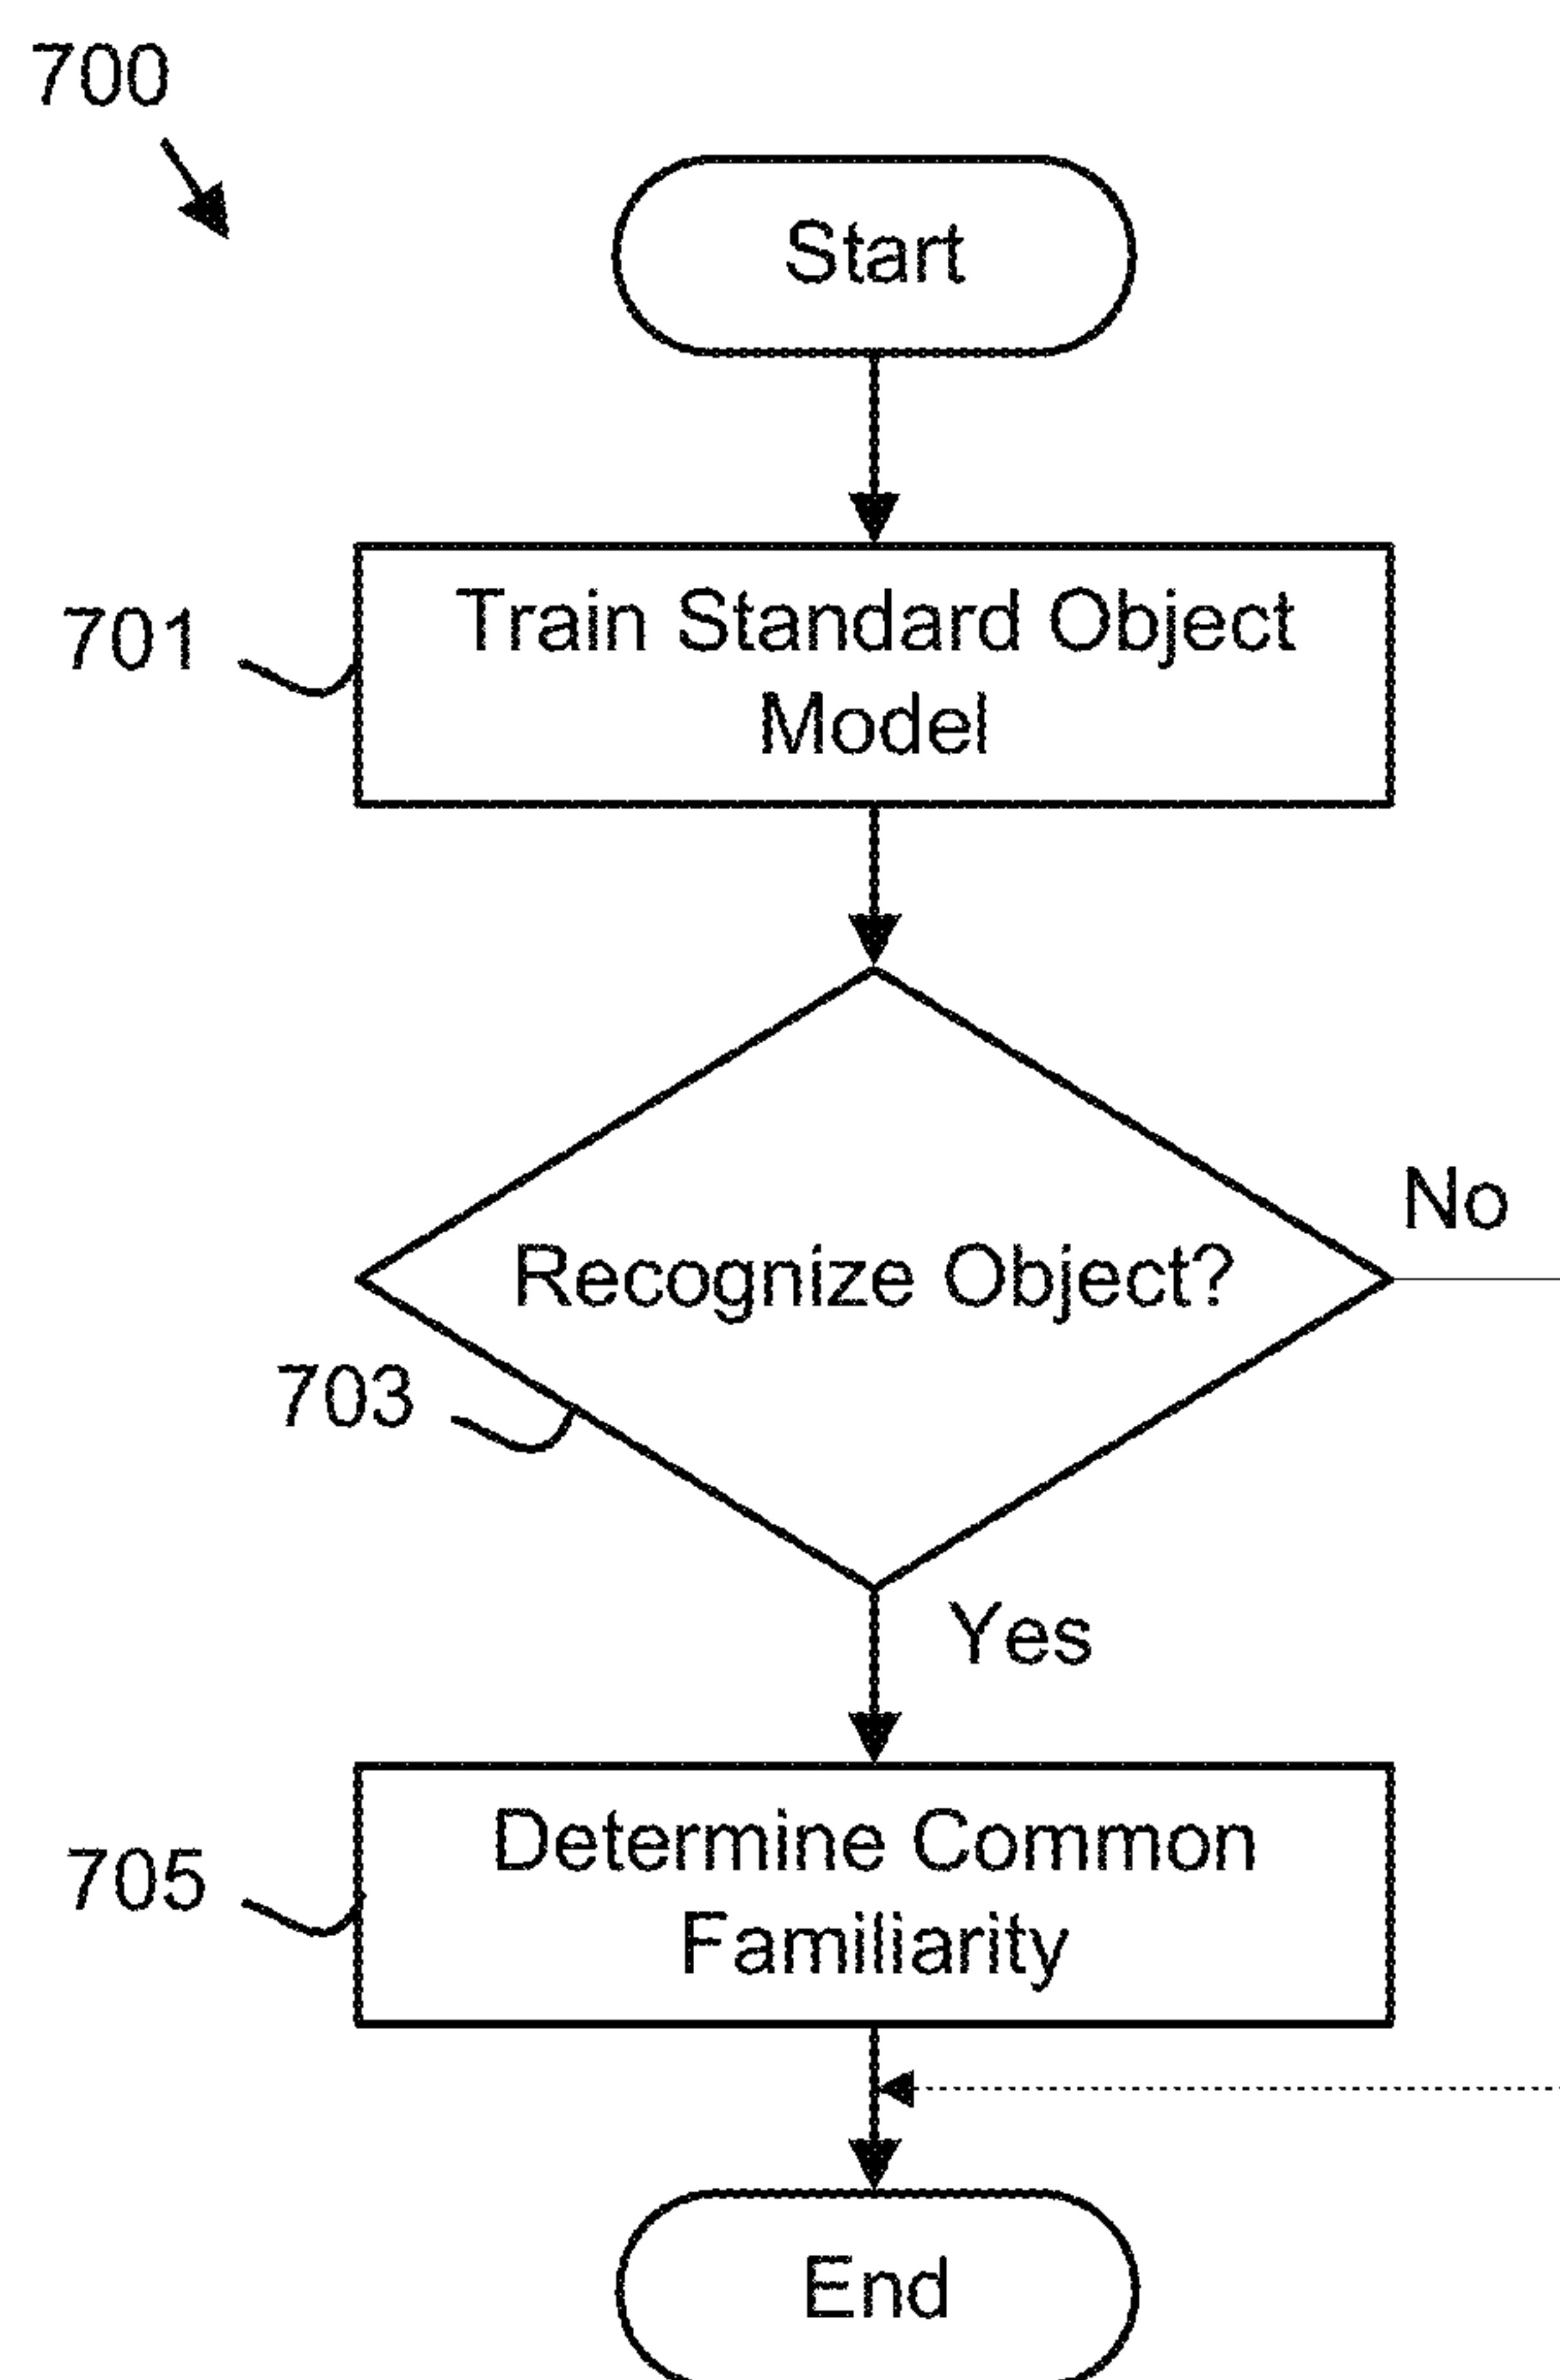 700
Start
701
Train Standard Object
Model
No
Recognize Object?
703
Yes
Determine Common
705
Familiarity
End